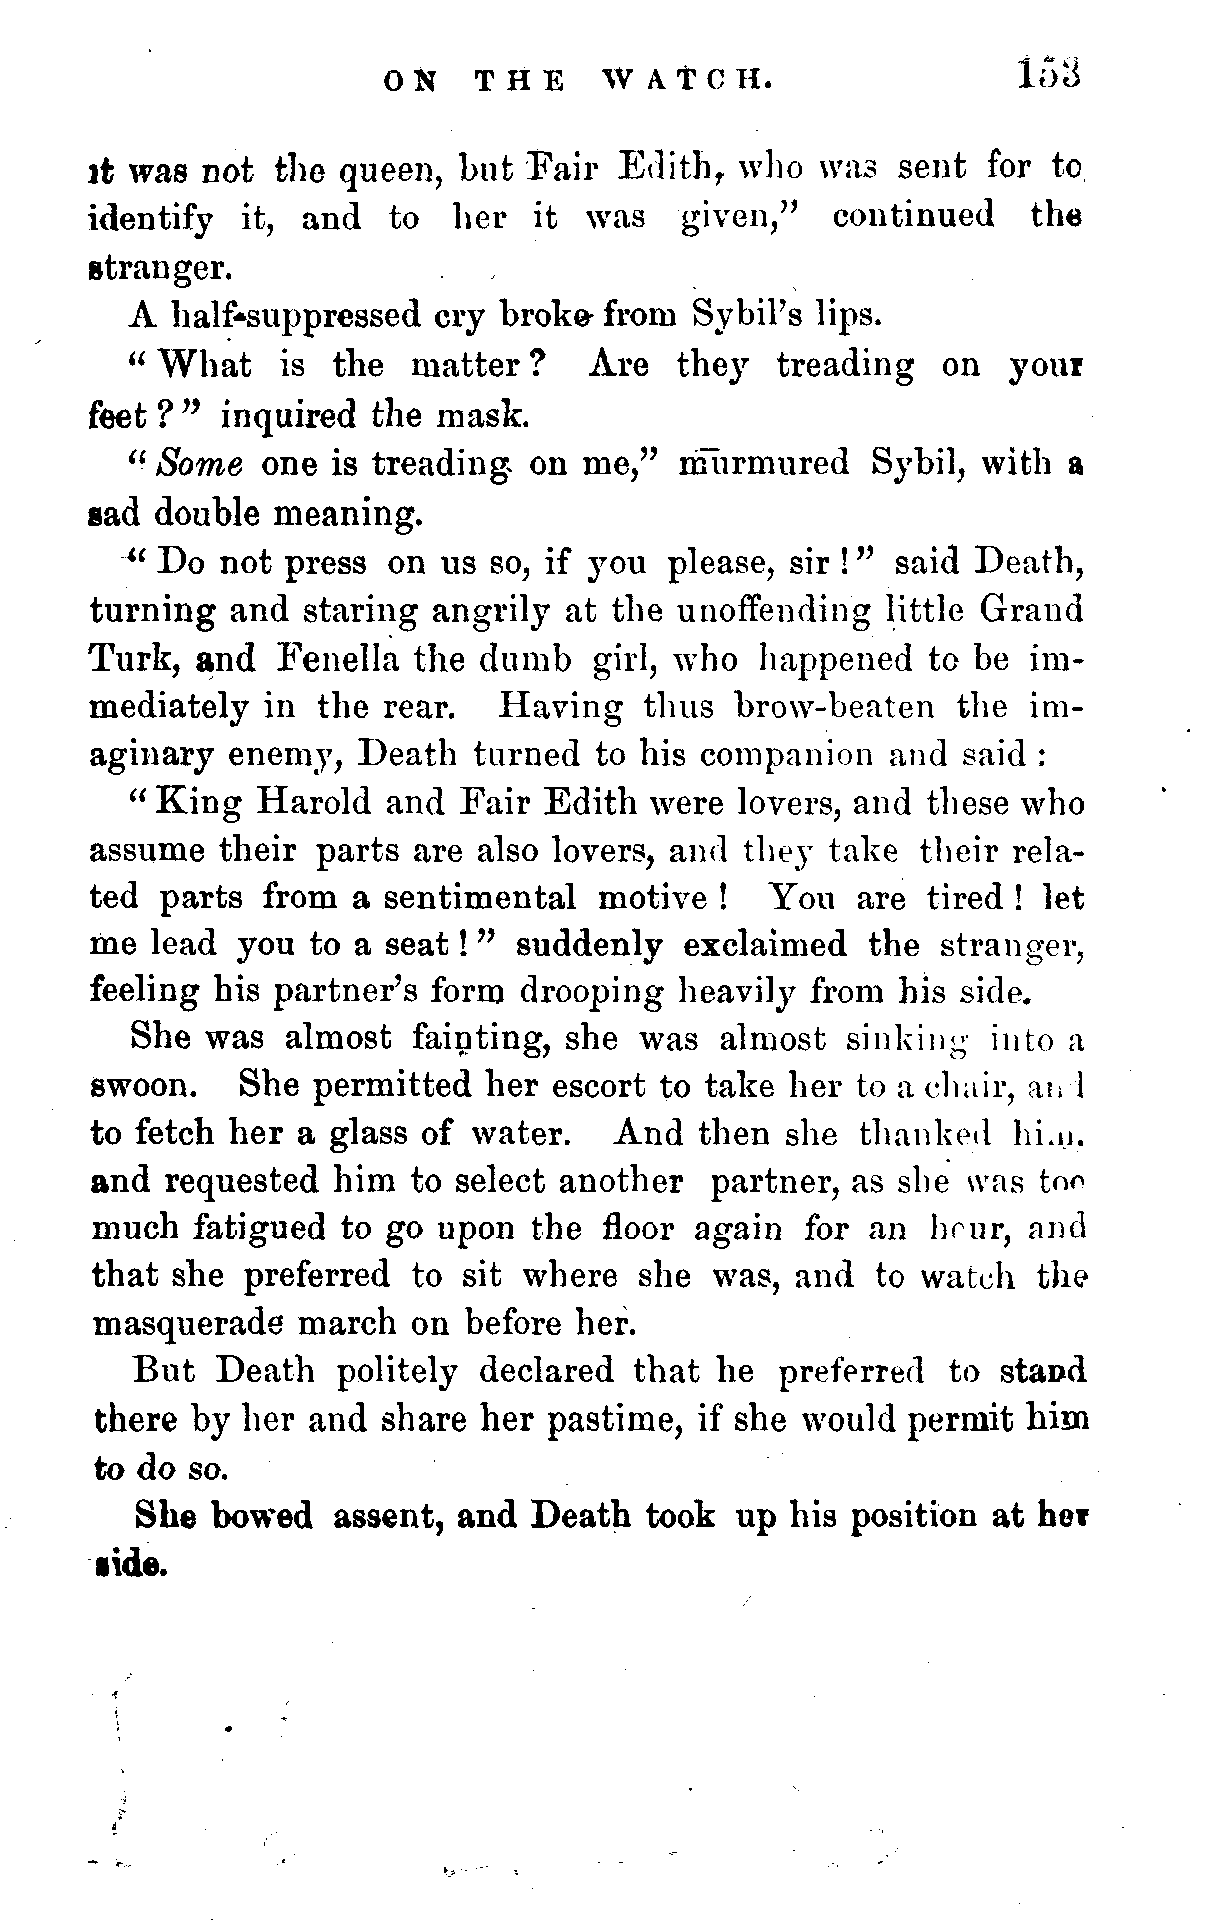 ON THE WATCH. 153
it was not the queen, but Fair Edith, who was sent for to
identify it, and to her it was given,” continued the
stranger.
A half-suppressed cry broke from Sybil’s lips.
“ What is the matter ? Are they treading on your
feet ? ” inquired the mask.
“ Some one is treading on me,” murmured Sybil, with a
sad double meaning.
“ Do not press on us so, if you please, sir ! ” said Death,
turning and staring angrily at the unoffending little Grand
Turk, and Fenella the dumb girl, who happened to be im-
mediately in the rear. Having thus brow-beaten the im-
aginary enemy, Death turned to his companion and said :
“ King Harold and Fair Edith were lovers, and these who
assume their parts are also lovers, and they take their rela-
ted parts from a sentimental motive ! You are tired ! let
me lead you to a seat ! ” suddenly exclaimed the stranger,
feeling his partner’s form drooping heavily from his side.
She was almost fainting, she was almost sinking into a
swoon. She permitted her escort to take her to a chair, and
to fetch her a glass of water. And then she thanked him.
and requested him to select another partner, as she was too
much fatigued to go upon the floor again for an hour, and
that she preferred to sit where she was, and to watch the
masquerade march on before her.
But Death politely declared that he preferred to stand
there by her and share her pastime, if she would permit him
to do so.
She bowed assent, and Death took up his position at her
side.